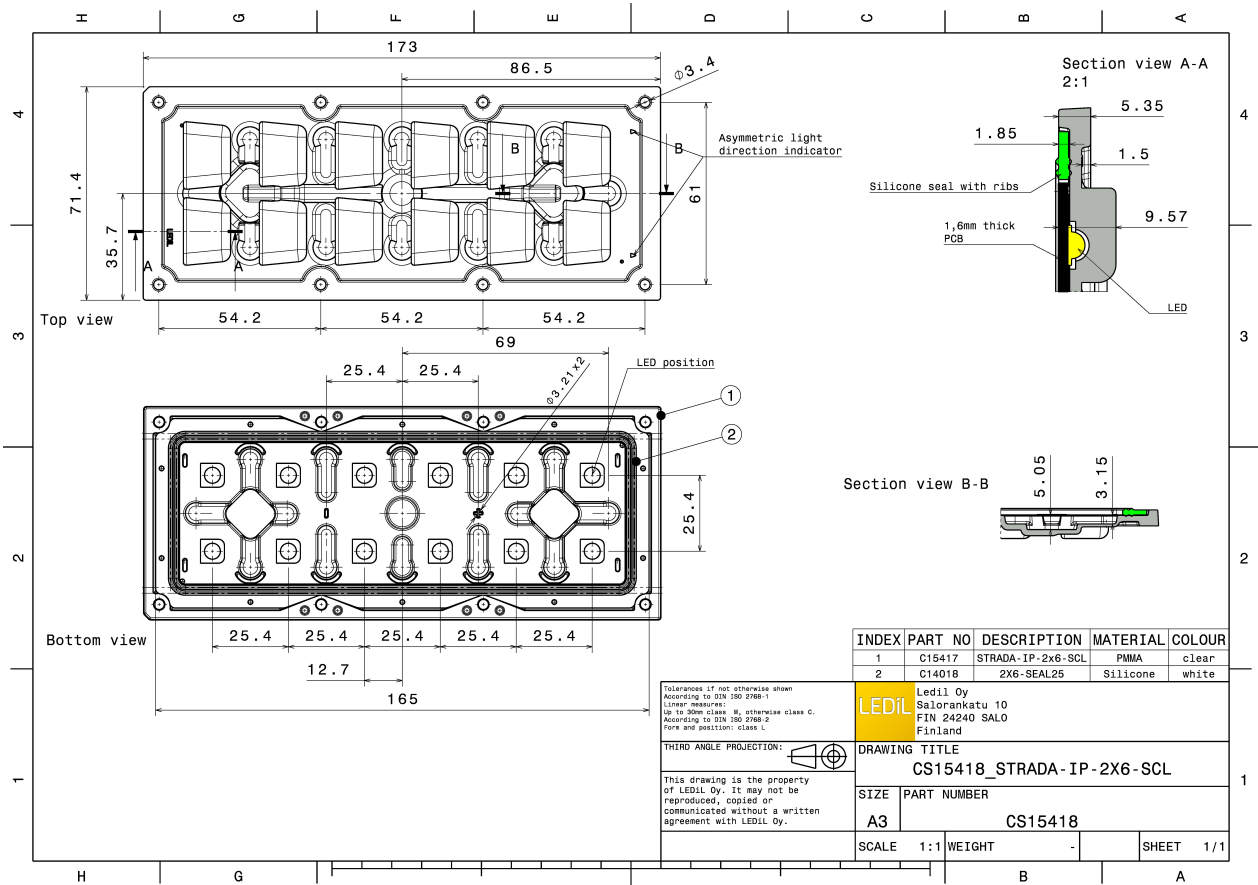 H G F E D C B A
4
3
2
1
4
3
2
1
173
86.5
⌀3.4
71.4
35.7
61
B
B
A
A
LEDiL
Asymmetric light
direction indicator
Top view
54.2 54.2 54.2
Section view A-A
2:1
5.35
1.85
1.5
Silicone seal with ribs
9.57
1,6mm thick
PCB
LED
69
25.4 25.4
⌀3.21x2
LED position
1
2
25.4
Bottom view
25.4 25.4 25.4 25.4 25.4
12.7
165
Section view B-B
5.05
3.15
INDEX PART NO DESCRIPTION MATERIAL COLOUR
1 C15417 STRADA-IP-2x6-SCL PMMA clear
2 C14018 2X6-SEAL25 Silicone white
Tolerances if not otherwise shown
According to DIN ISO 2768-1
Linear measures:
Up to 30mm class M, otherwise class C.
According to DIN ISO 2768-2
Form and position: class L
LEDiL
Ledil Oy
Salorankatu 10
FIN 24240 SALO
Finland
THIRD ANGLE PROJECTION:
DRAWING TITLE
CS15418_STRADA-IP-2X6-SCL
This drawing is the property
of LEDiL Oy. It may not be
reproduced, copied or
communicated without a written
agreement with LEDiL Oy.
SIZE PART NUMBER
A3 CS15418
SCALE 1:1 WEIGHT - SHEET 1/1
H G B A